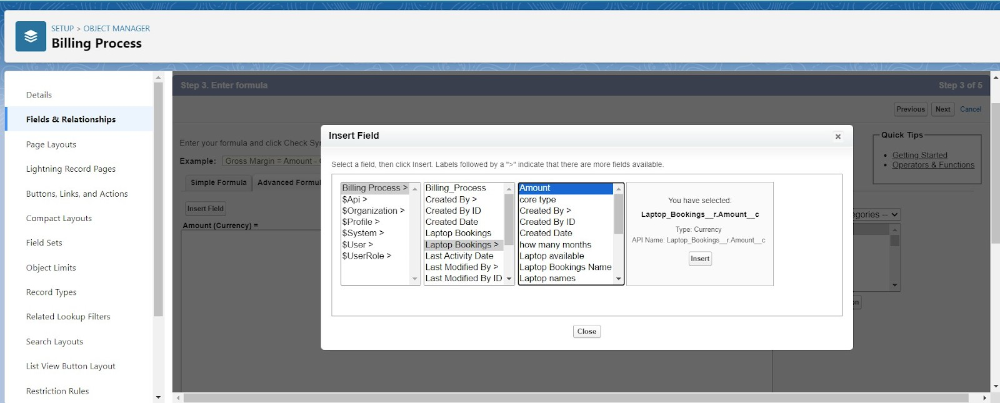 SETUP > OBJECT MANAGER
Billing Process
Details
Fields & Relationships
Page Layouts
Lightning Record Pages
Buttons, Links, and Actions
Compact Layouts
Field Sets
Object Limits
Record Types
Related Lookup Filters
Search Layouts
List View Button Layout
Restriction Rules
Step 3. Enter formula
Step 3 of 5
Previous
Next
Cancel
Enter your formula and click Check Sy
Example: Gross Margin = Amount -
Simple Formula
Advanced Formul
Insert Field
Amount (Currency) =
Quick Tips
Getting Started
Operators & Functions
egories --
on
Insert Field
Select a field, then click Insert. Labels followed by a ">" indicate that there are more fields available.
Billing Process >
$Api >
$Organization >
$Profile >
$System >
$User >
$UserRole >
Billing_Process
Created By >
Created By ID
Created Date
Laptop Bookings
Laptop Bookings >
Last Activity Date
Last Modified By >
Last Modified By ID
Amount
core type
Created By >
Created By ID
Created Date
how many months
Laptop available
Laptop Bookings Name
Laptop names
You have selected:
Laptop_Bookings__r.Amount__c
Type: Currency
API Name: Laptop_Bookings__r.Amount__c
Insert
Close